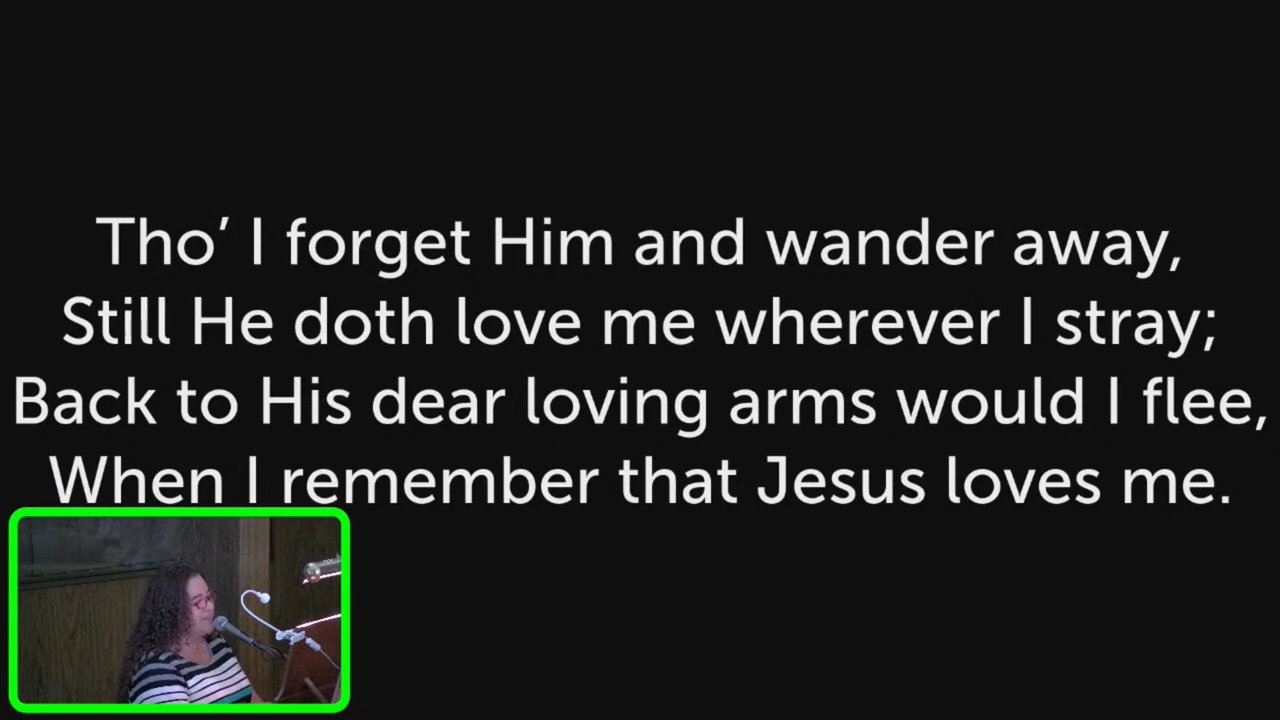 Tho’ I forget Him and wander away,
Still He doth love me wherever I stray;
Back to His dear loving arms would I flee,
When I remember that Jesus loves me.